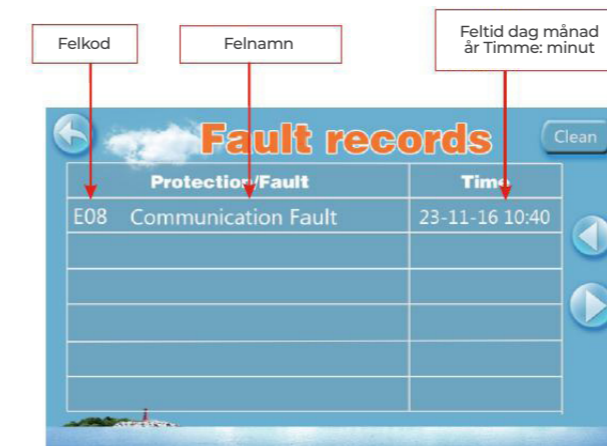 Felkod
Felnamn
Feltid dag månad
år Timme: minut
Fault records
Clean
Protection/Fault
Time
E08 Communication Fault 23-11-16 10:40